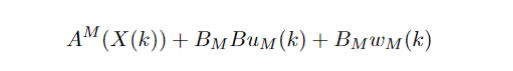 $A^M(X(k)) + B_M B u_M(k) + B_M w_M(k)$